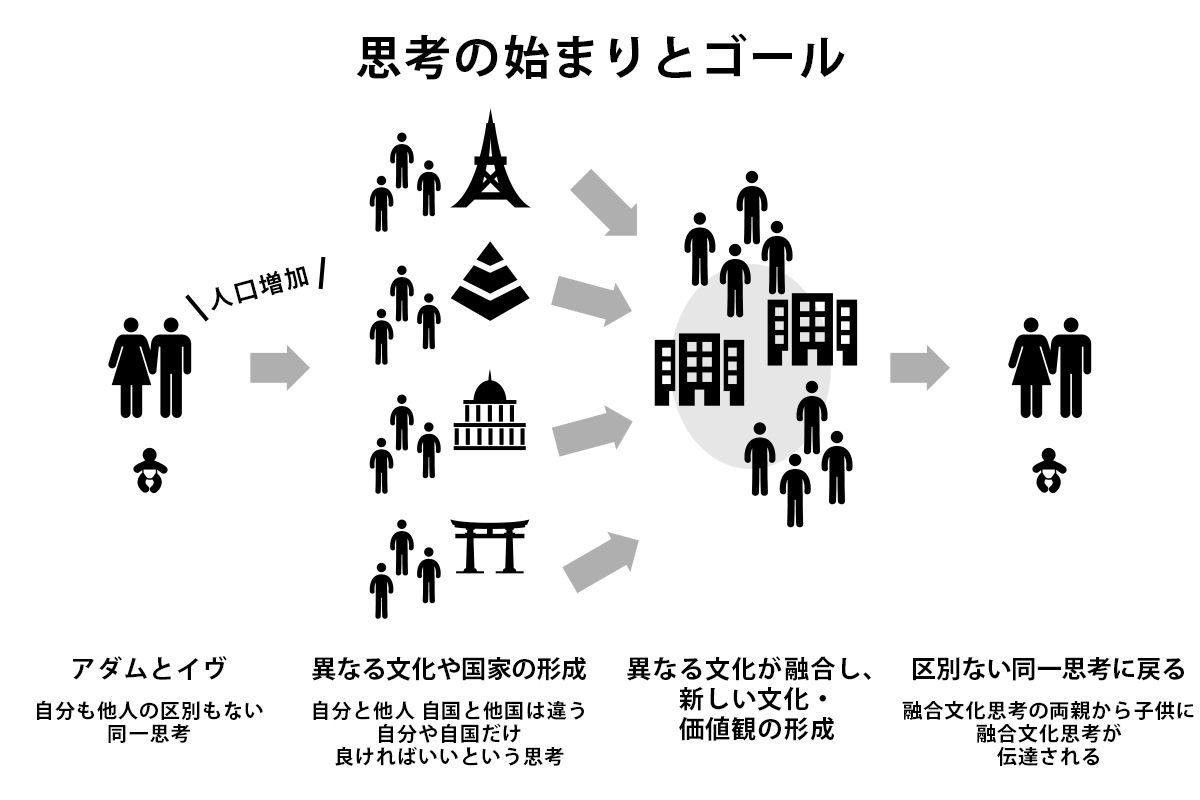 思考の始まりとゴール
\人口増加/
アダムとイヴ
自分も他人の区別もない
同一思考
異なる文化や国家の形成
自分と他人 自国と他国は違う
自分や自国だけ
良ければいいという思考
異なる文化が融合し、
新しい文化・
価値観の形成
区別ない同一思考に戻る
融合文化思考の両親から子供に
融合文化思考が
伝達される